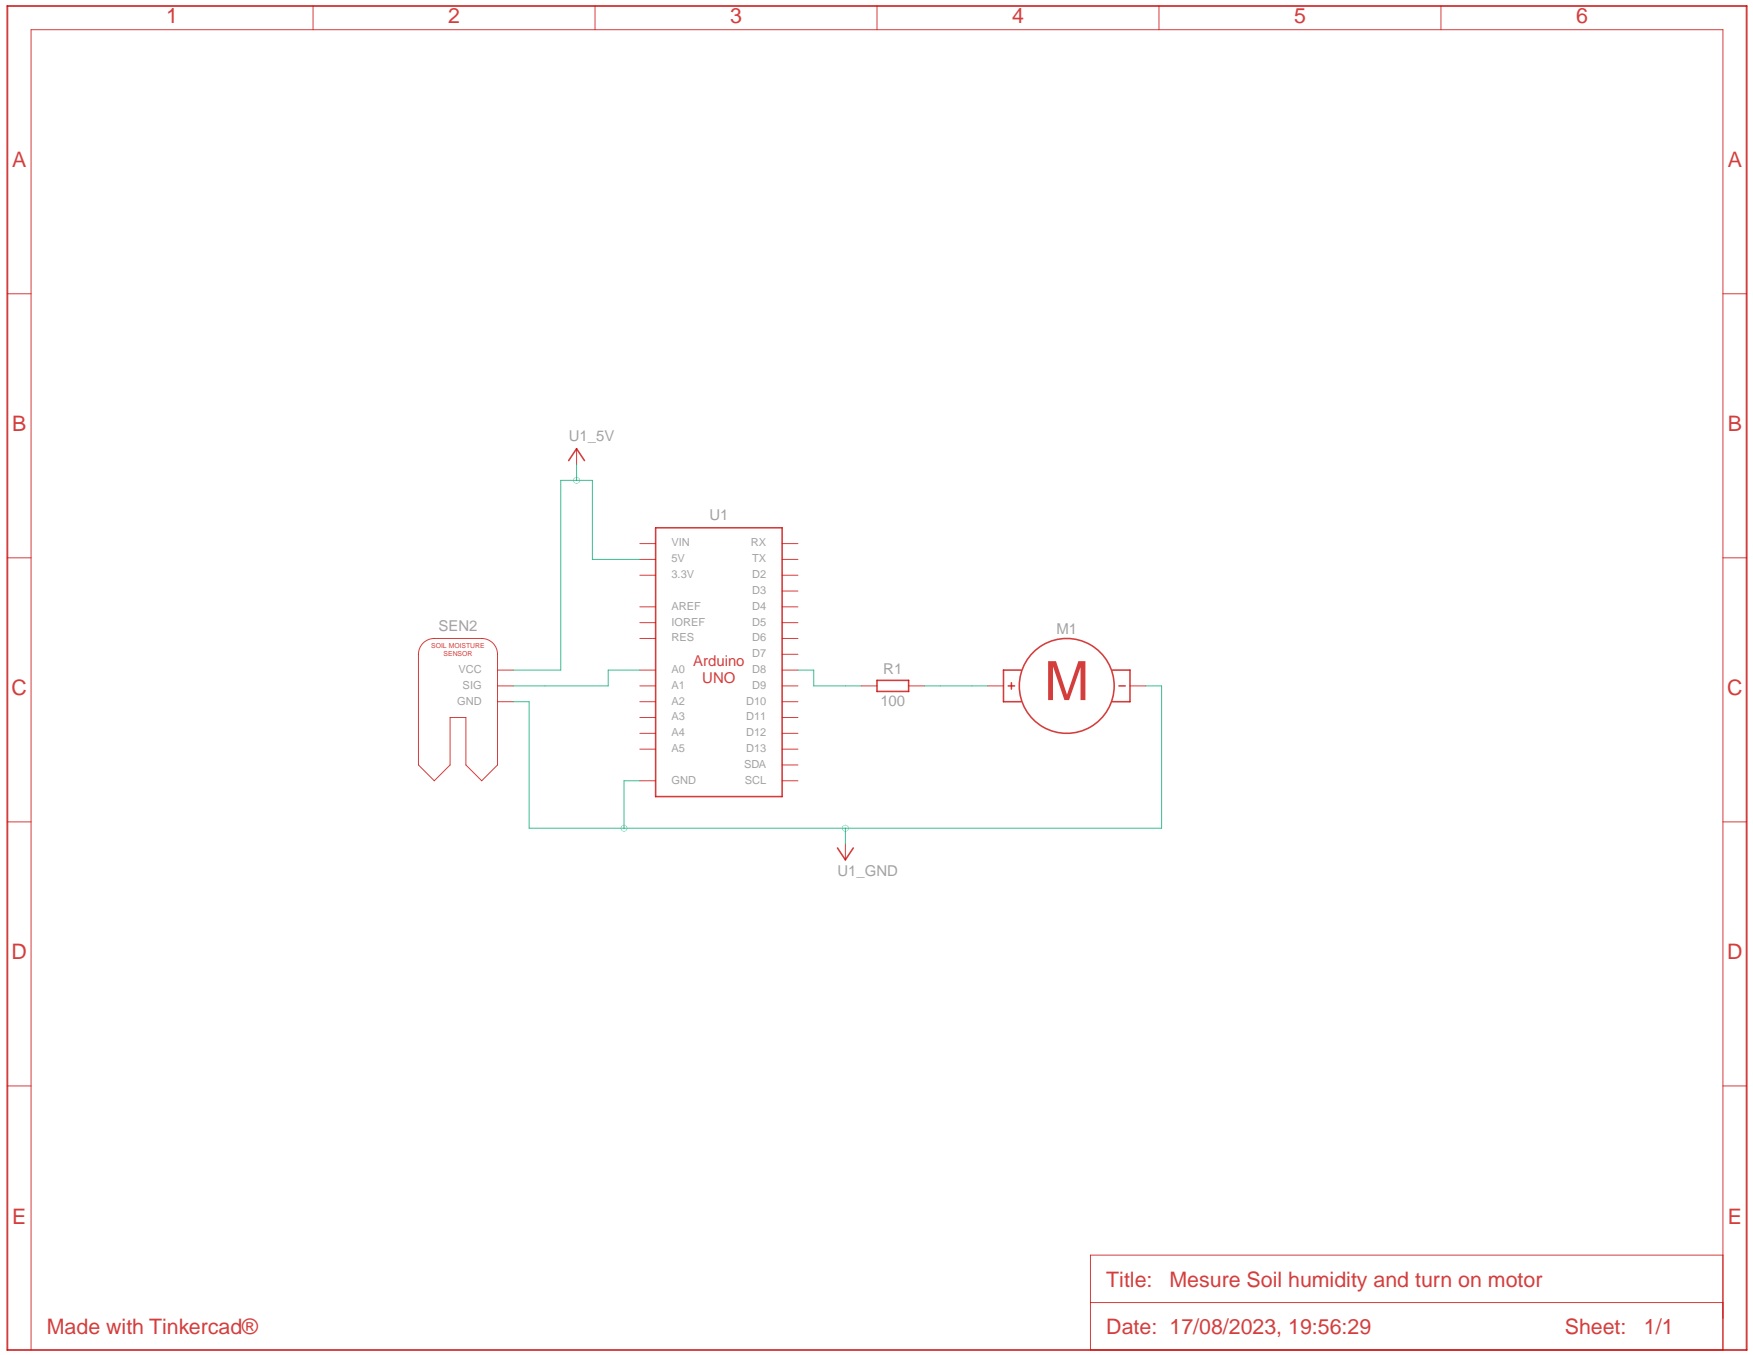 1 2 3 4 5 6
A A
B B
U1_5V
U1
VIN RX
5V TX
3.3V D2
D3
AREF D4
IOREF D5
RES D6
D7
A0 D8
A1 D9
A2 D10
A3 D11
A4 D12
A5 D13
SDA
GND SCL
Arduino
UNO
SEN2
SOIL MOISTURE
SENSOR
VCC
SIG
GND
R1
100
M1
+ M -
C C
U1_GND
D D
E E
Title: Mesure Soil humidity and turn on motor
Made with Tinkercad®
Date: 17/08/2023, 19:56:29 Sheet: 1/1